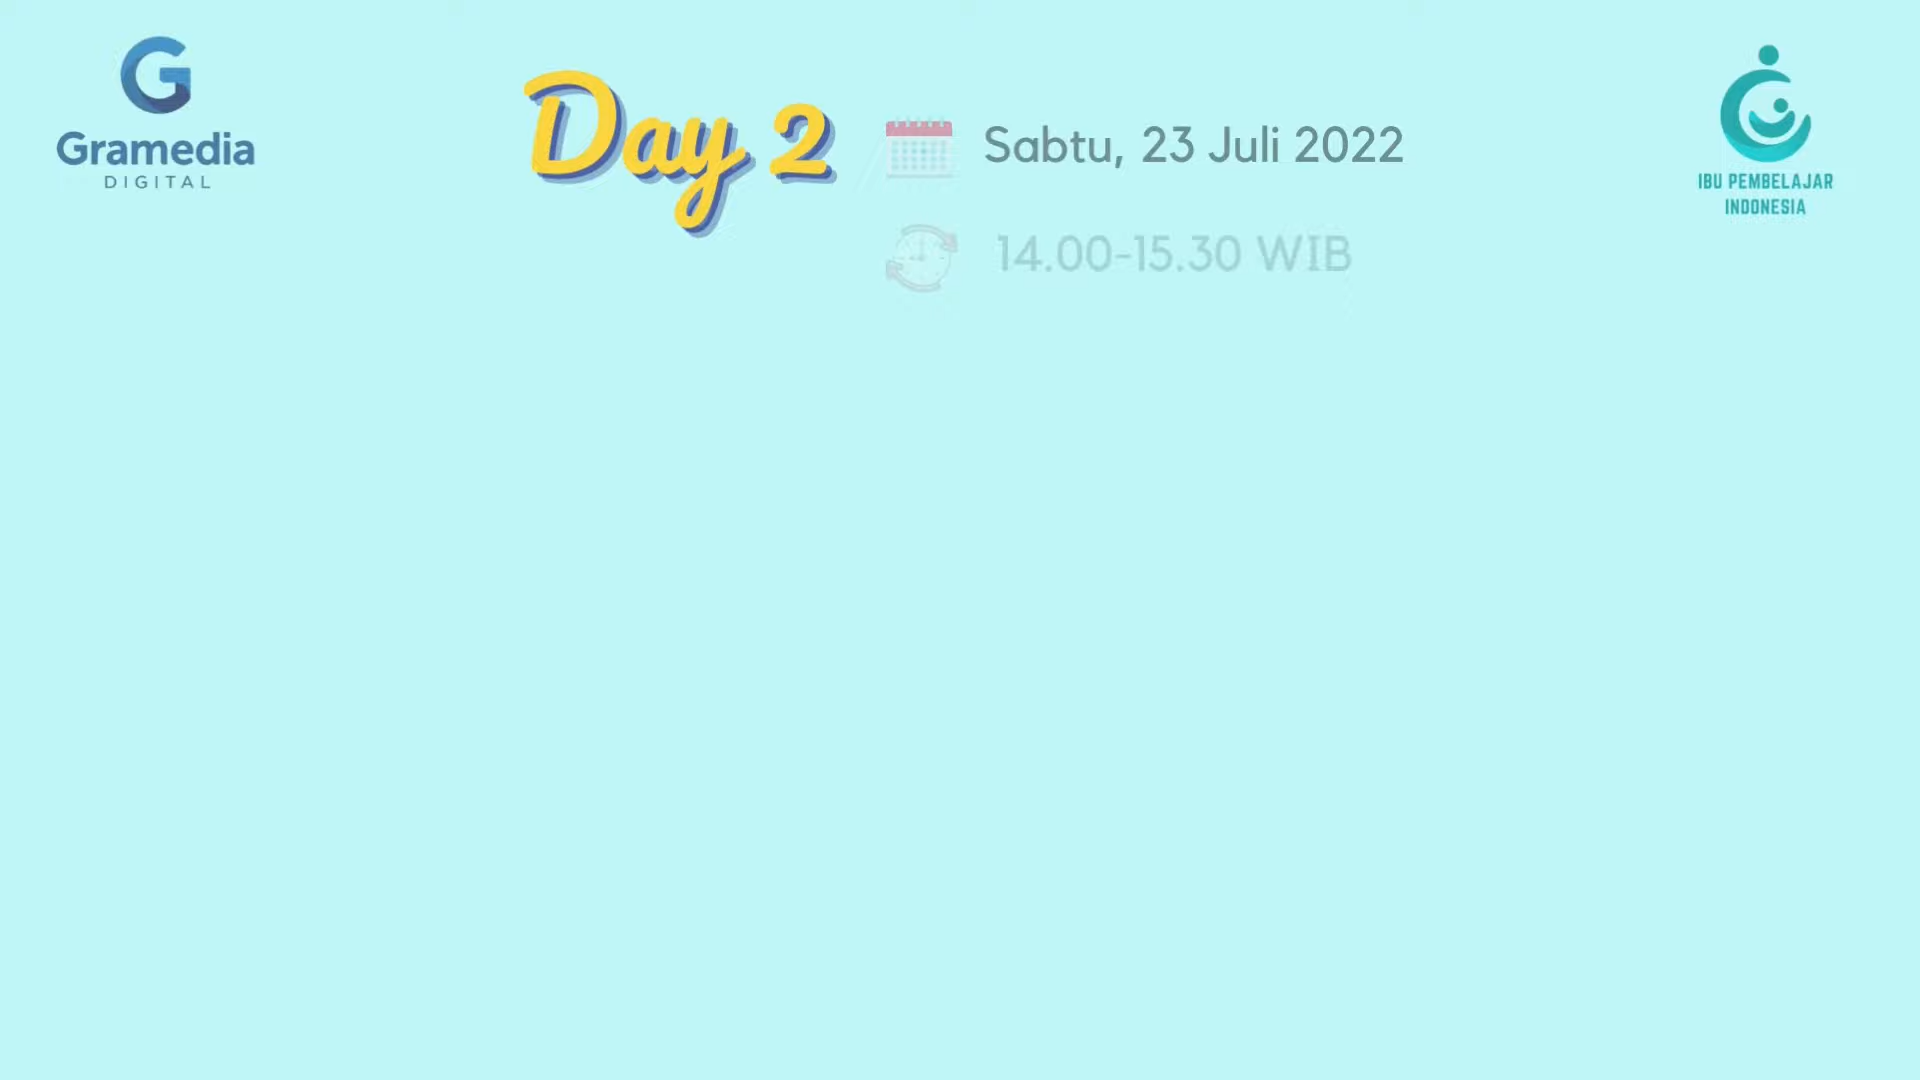 Gramedia
DIGITAL
Day 2
Sabtu, 23 Juli 2022
14.00-15.30 WIB
IBU PEMBELAJAR
INDONESIA